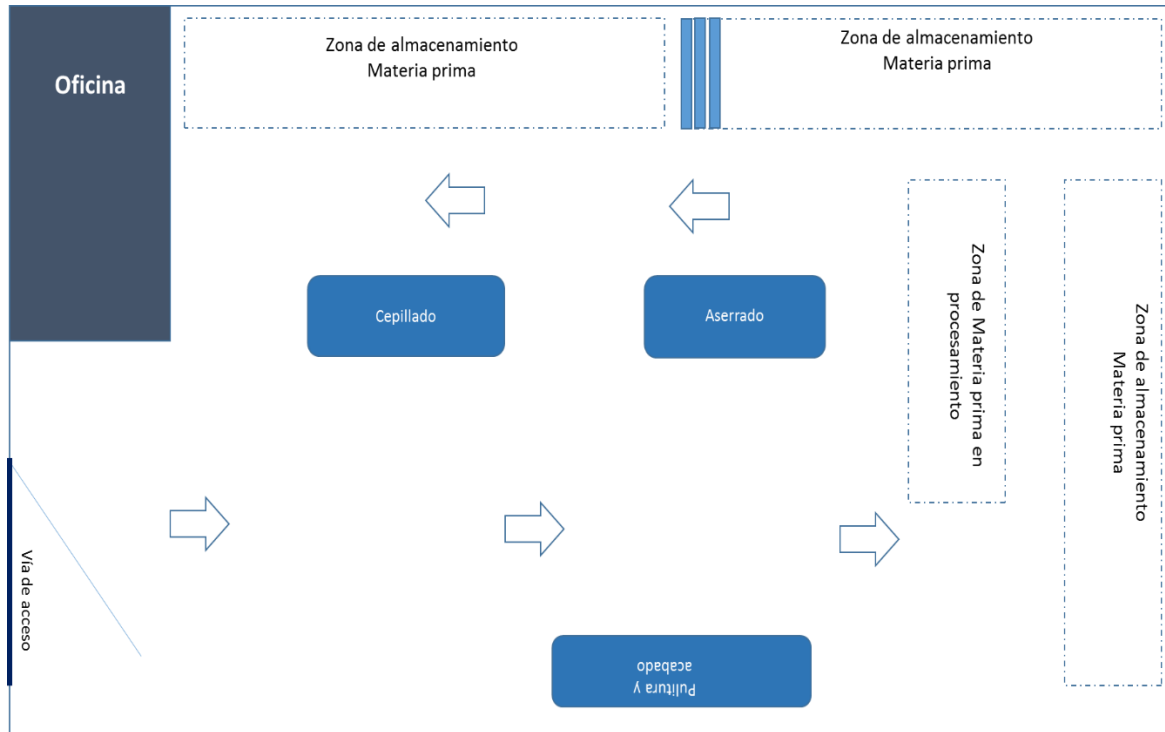 Oficina
Zona de almacenamiento
Materia prima
Zona de almacenamiento
Materia prima
Cepillado
Aserrado
Zona de Materia prima en
procesamiento
Zona de almacenamiento
Materia prima
Vía de acceso
Pulitura y
acabado